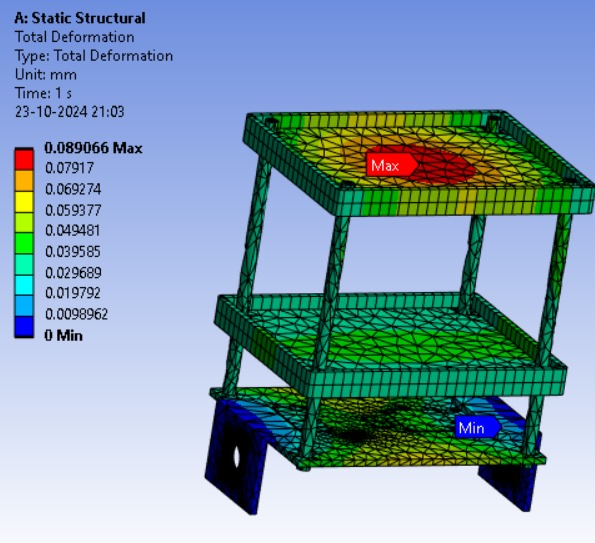 A: Static Structural
Total Deformation
Type: Total Deformation
Unit: mm
Time: 1 s
23-10-2024 21:03
0.089066 Max
0.07917
0.069274
0.059377
0.049481
0.039585
0.029689
0.019792
0.0098962
0 Min
Max
Min